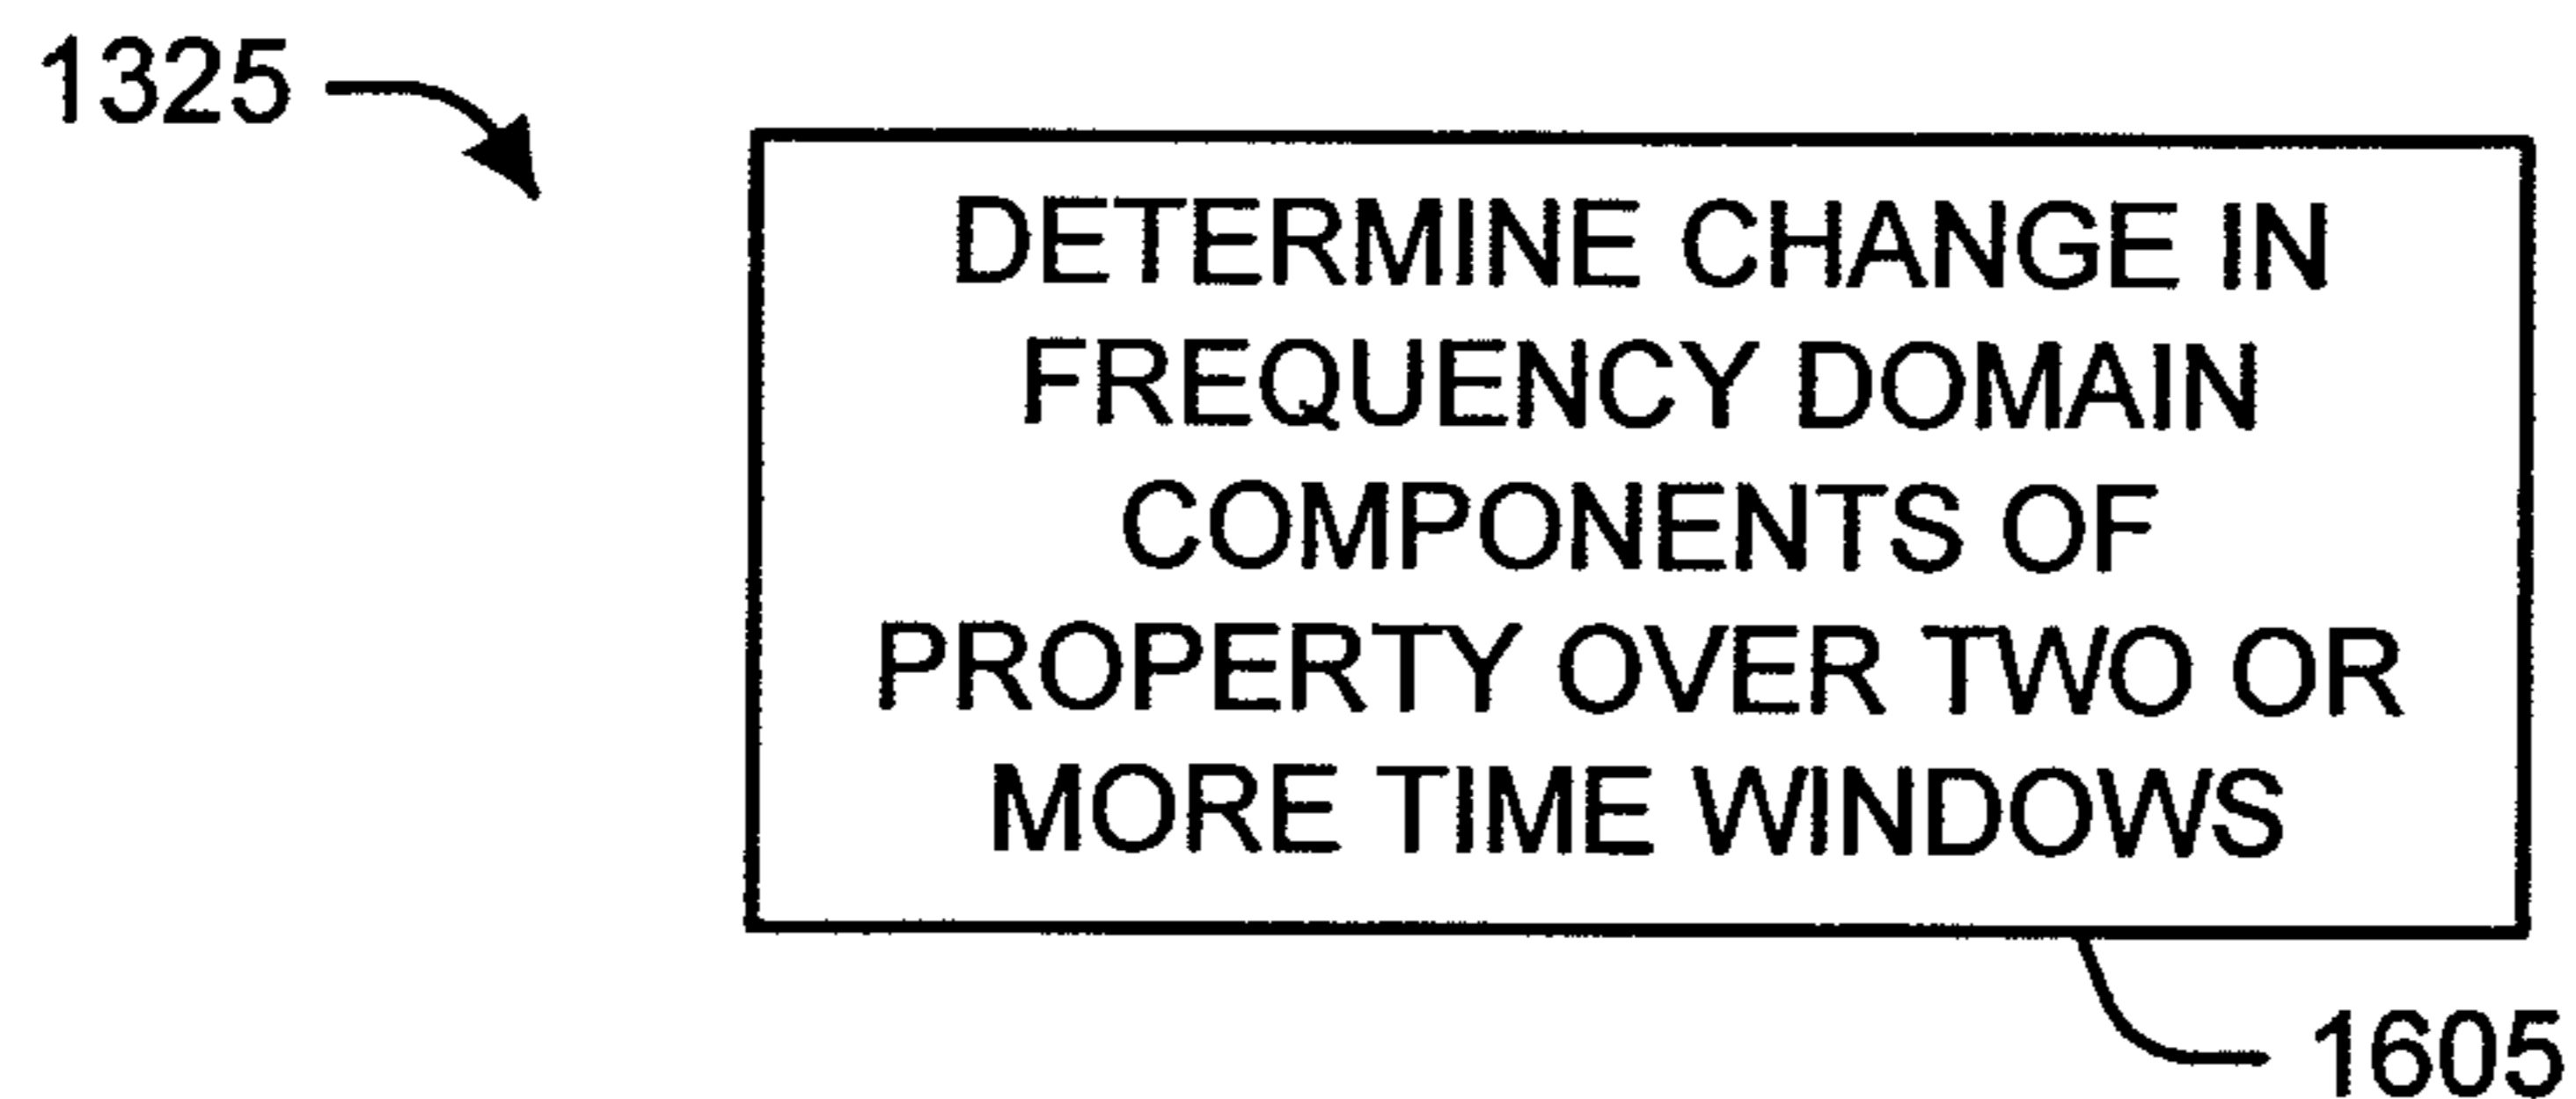 1325
DETERMINE CHANGE IN
FREQUENCY DOMAIN
COMPONENTS OF
PROPERTY OVER TWO OR
MORE TIME WINDOWS
1605